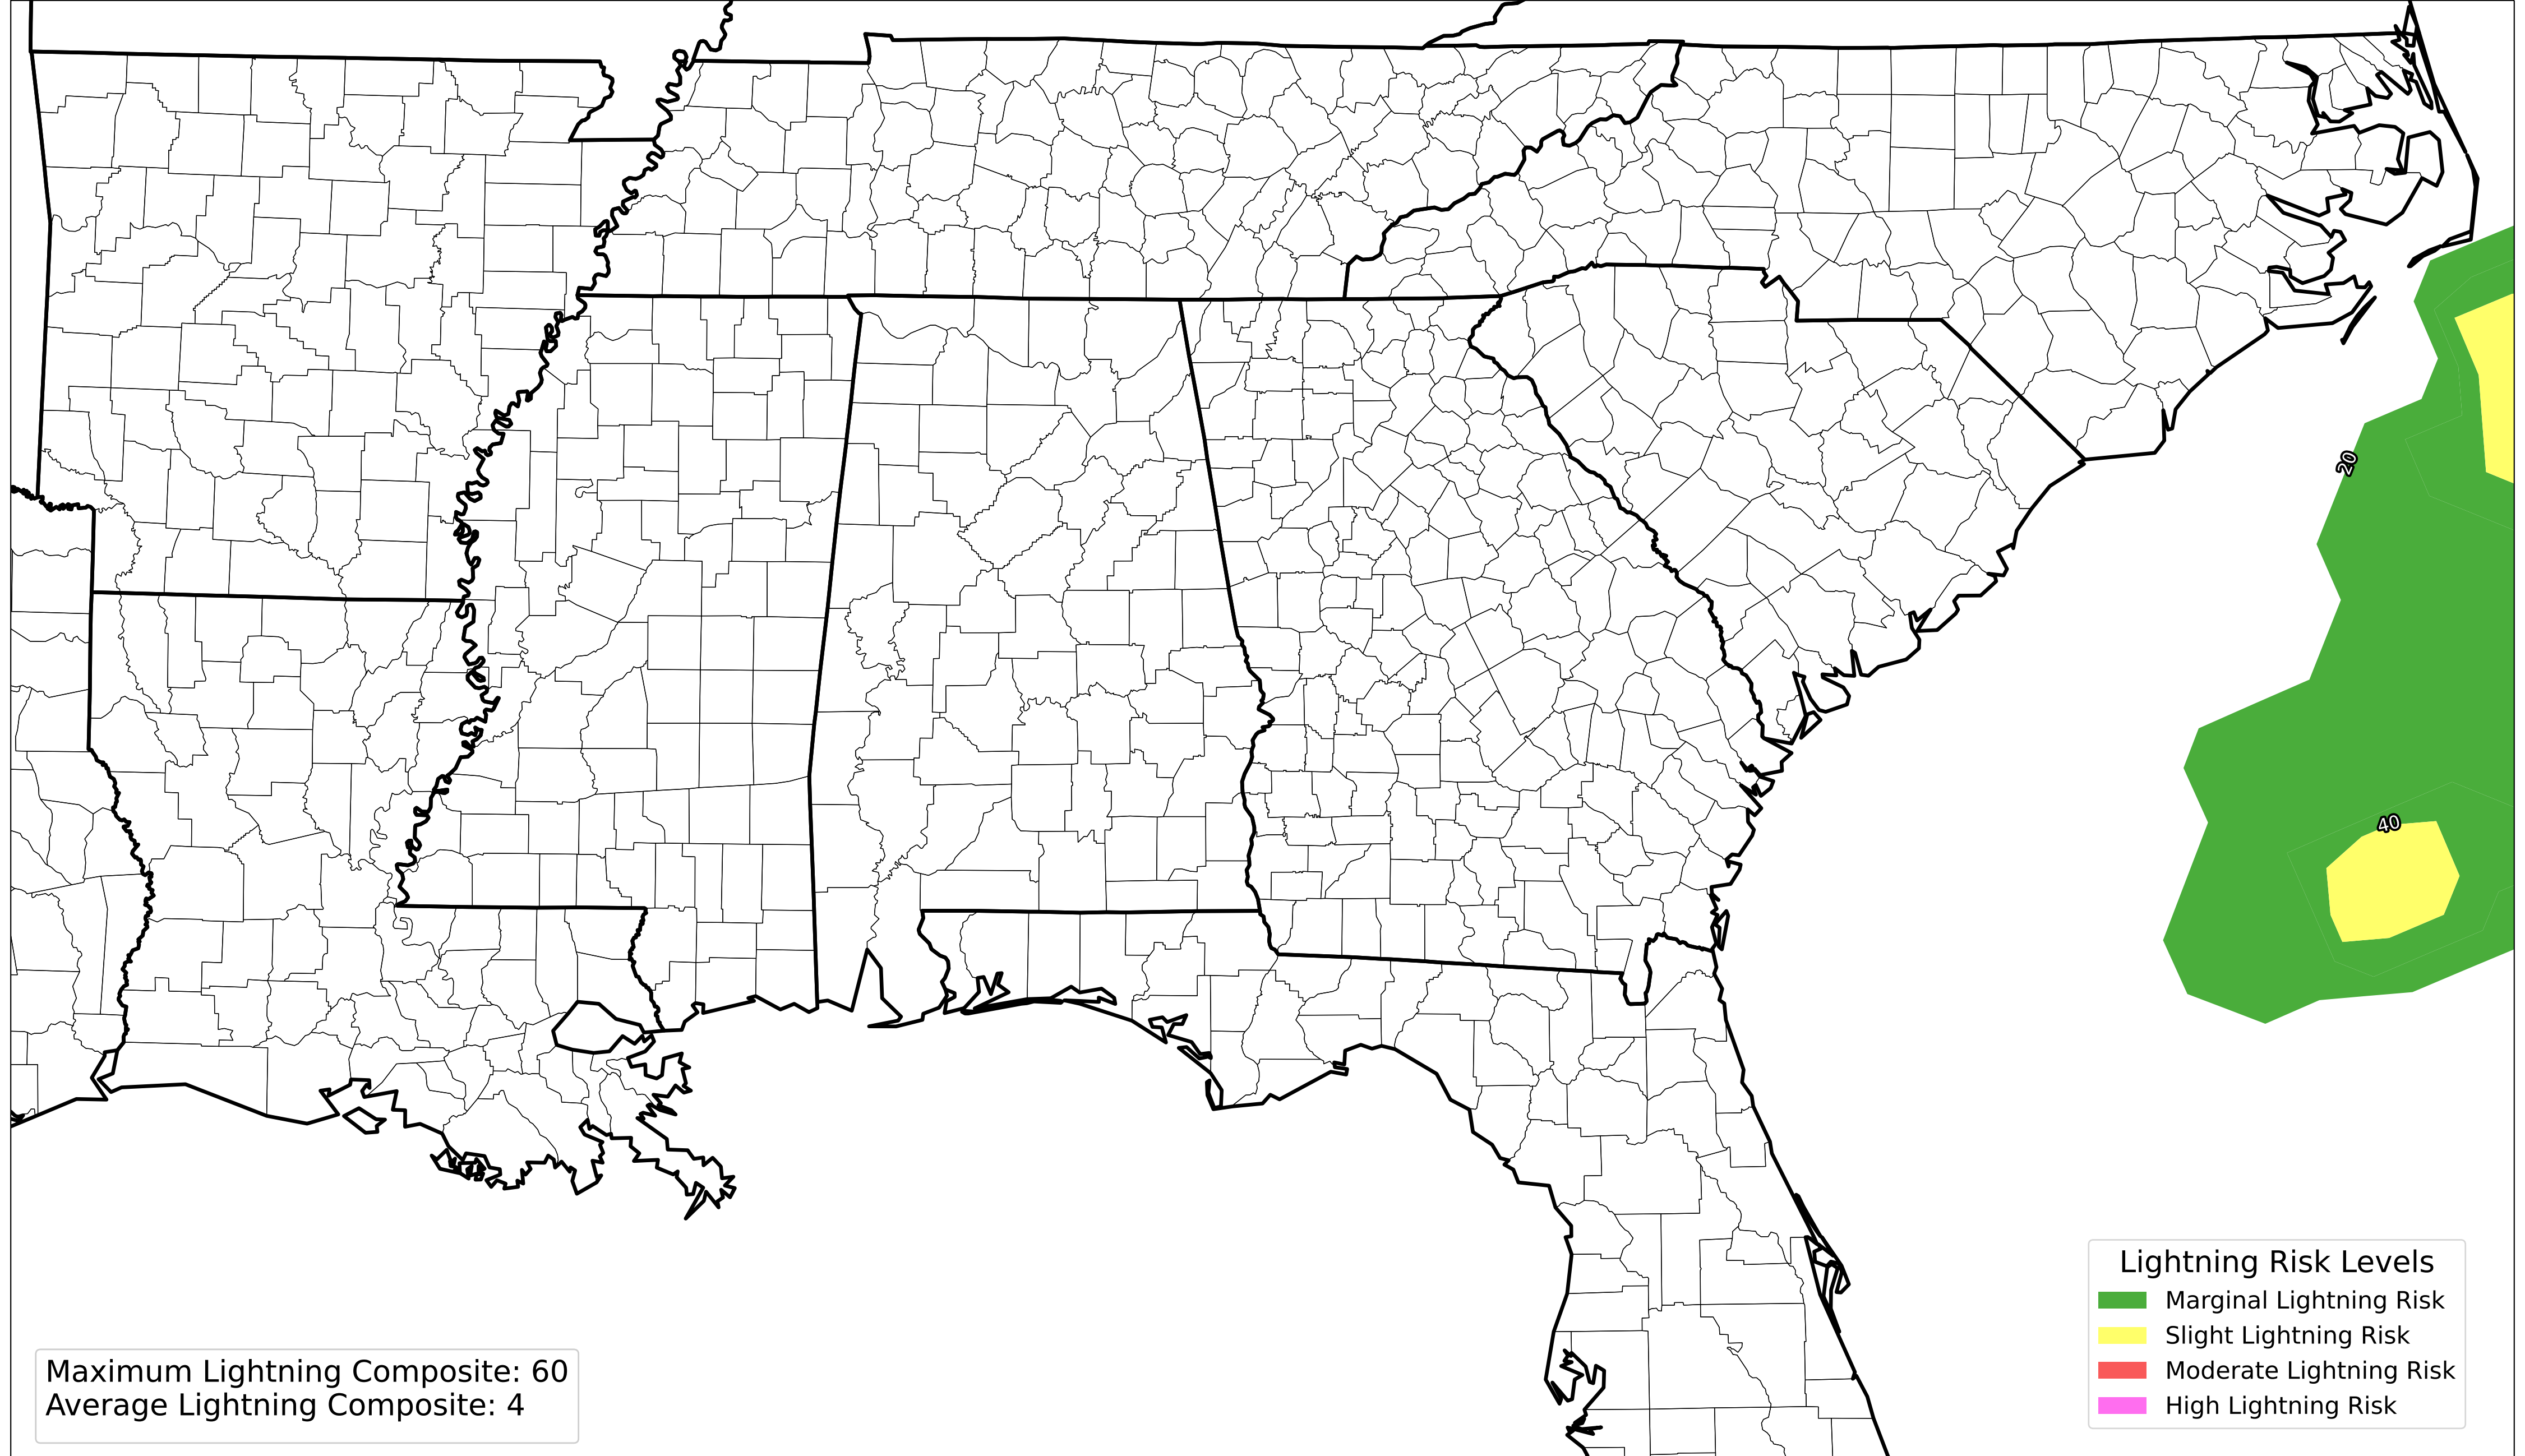 20
40
Lightning Risk Levels
Marginal Lightning Risk
Slight Lightning Risk
Moderate Lightning Risk
High Lightning Risk
Maximum Lightning Composite: 60
Average Lightning Composite: 4